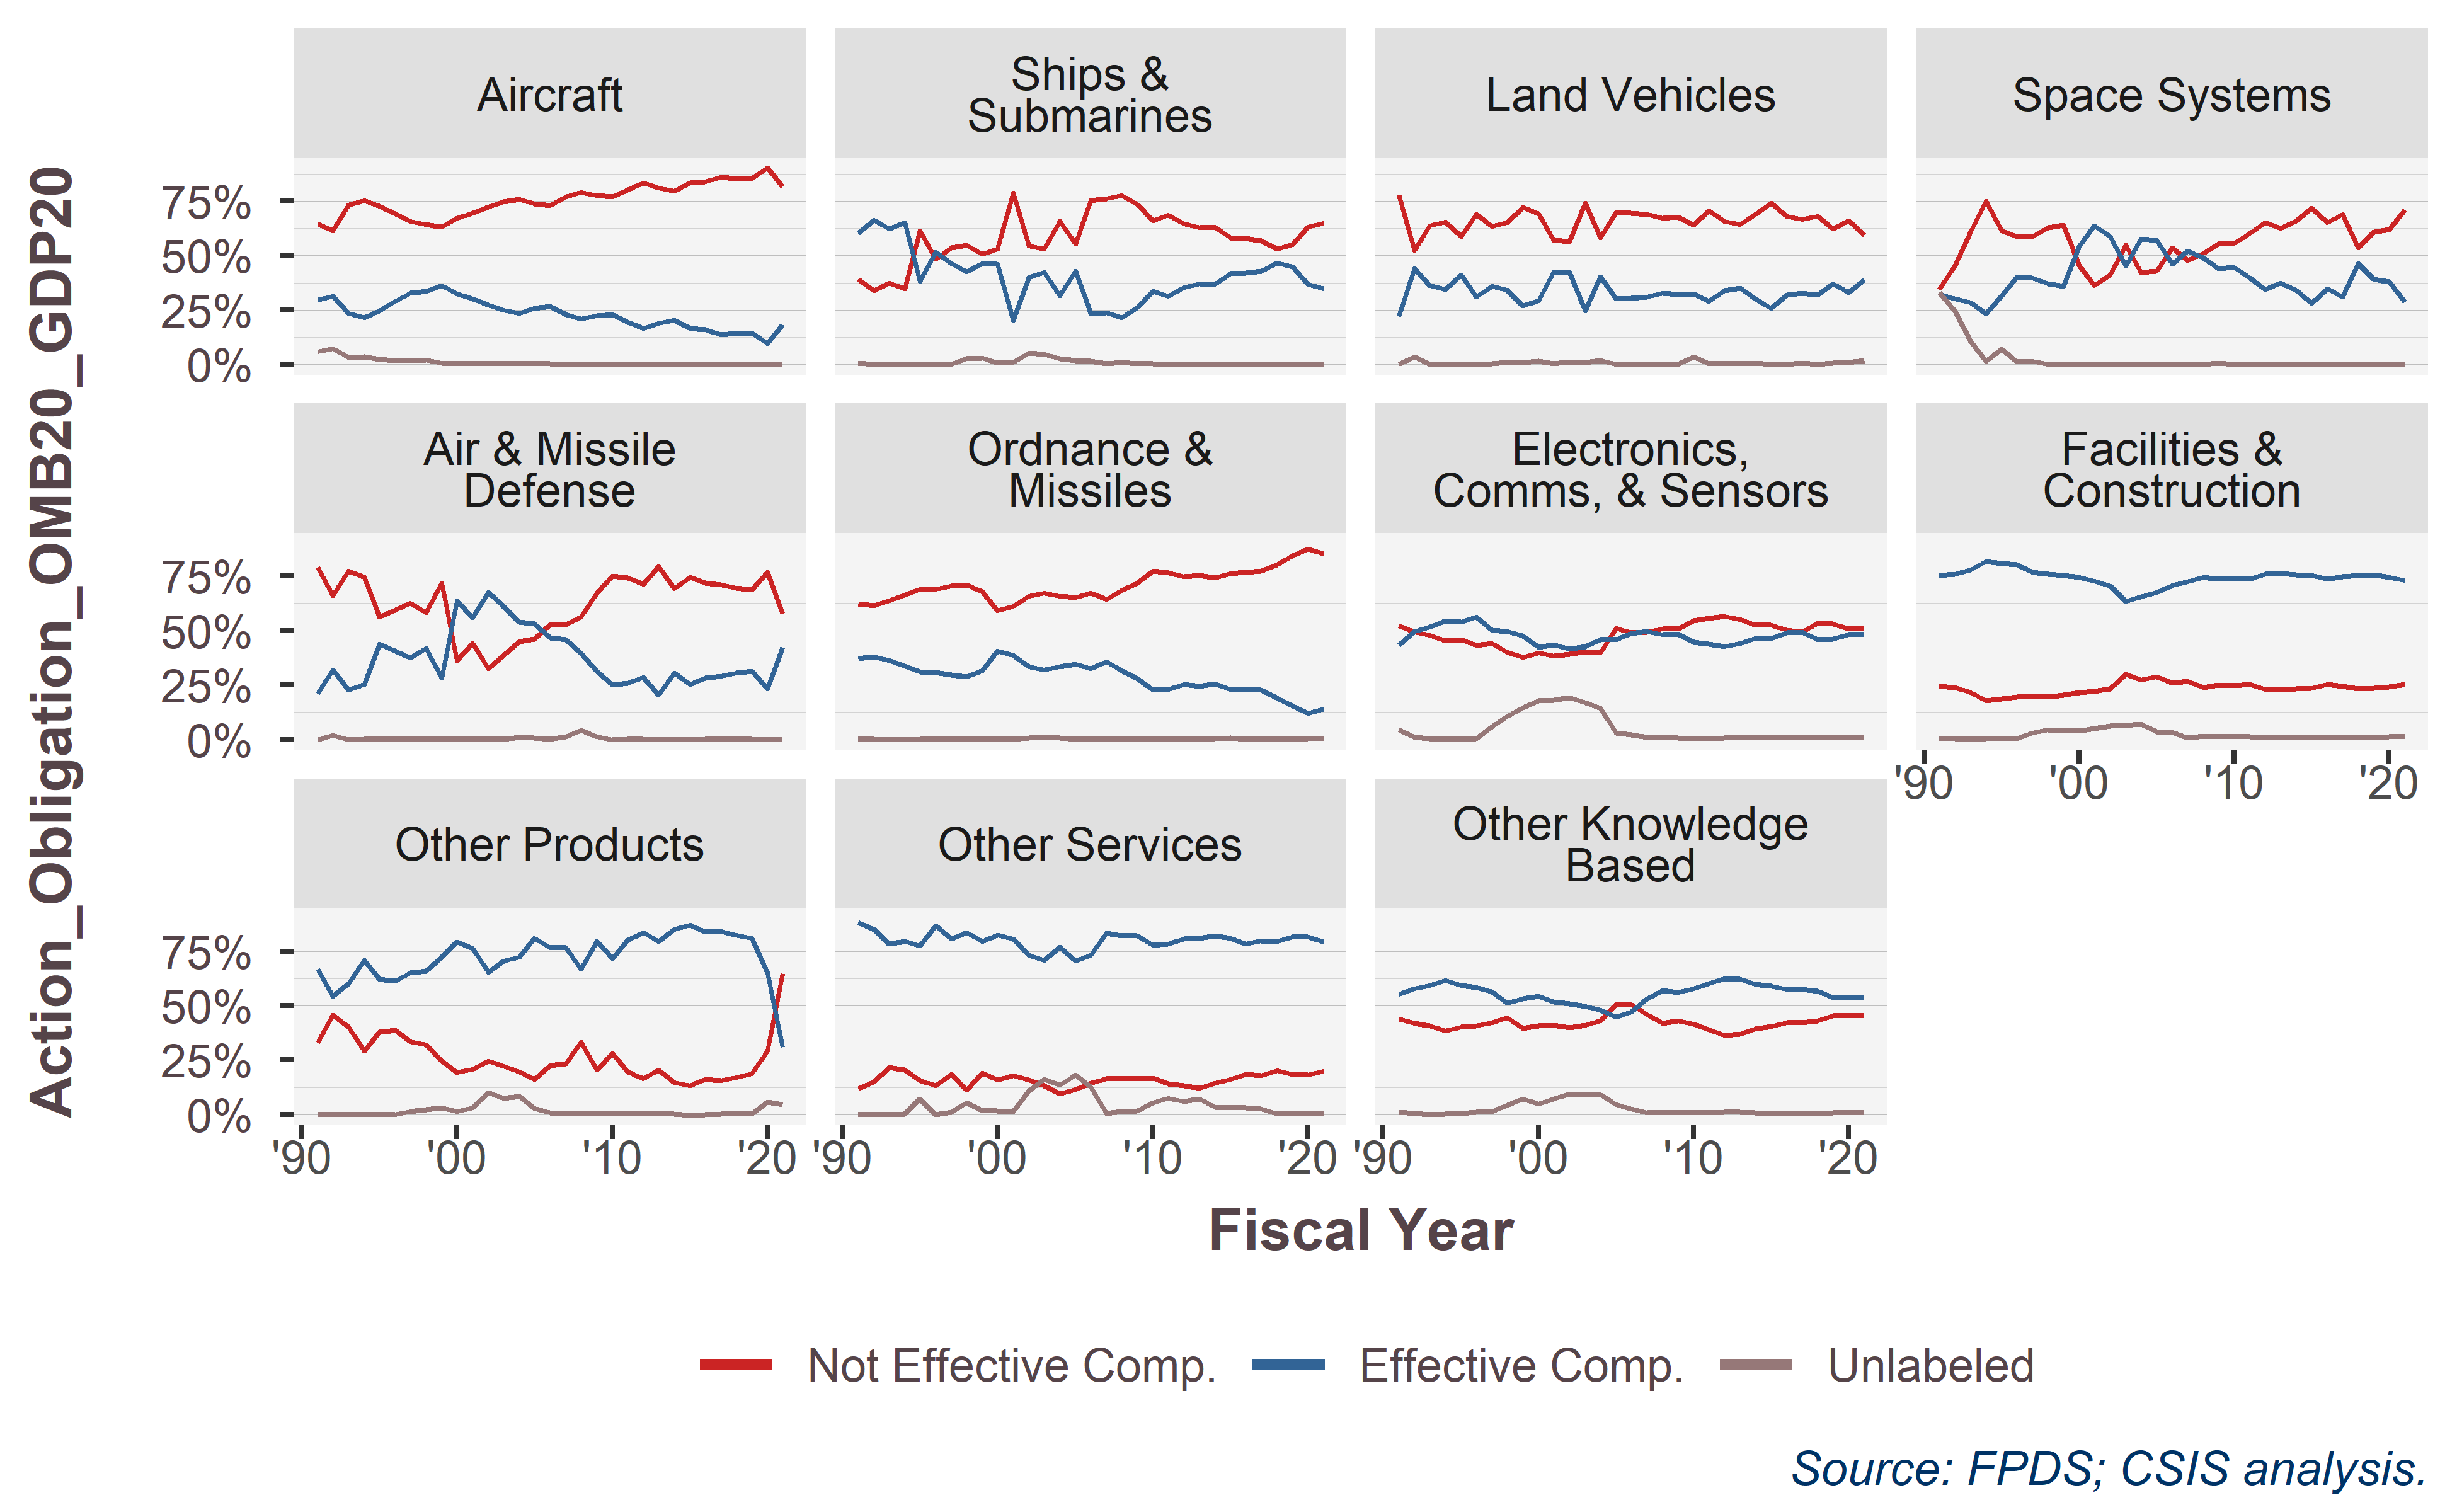 Aircraft
Ships &
Submarines
Land Vehicles
Space Systems
Action_Obligation_OMB20_GDP20
75%
50%
25%
0%
Air & Missile
Defense
Ordnance &
Missiles
Electronics,
Comms, & Sensors
Facilities &
Construction
75%
50%
25%
0%
'90 '00 '10 '20
Other Products
Other Services
Other Knowledge
Based
75%
50%
25%
0%
'90 '00 '10 '20 '90 '00 '10 '20 '90 '00 '10 '20
Fiscal Year
Not Effective Comp. Effective Comp. Unlabeled
Source: FPDS; CSIS analysis.